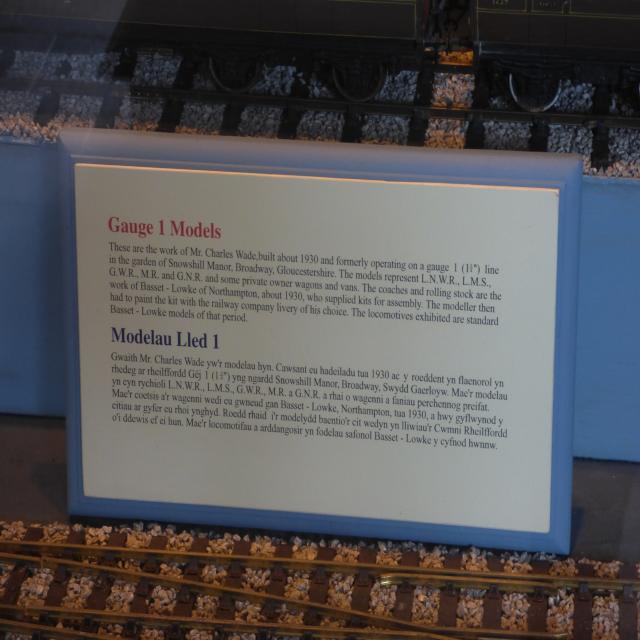 Gauge 1 Models
These are the work of Mr. Charles Wade,built about 1930 and formerly operating on a gauge 1 (1¾") line
in the garden of Snowshill Manor, Broadway, Gloucestershire. The models represent L.N.W.R., L.M.S.,
G.W.R., M.R. and G.N.R. and some private owner wagons and vans. The coaches and rolling stock are the
work of Basset - Lowke of Northampton, about 1930, who supplied kits for assembly. The modeller then
had to paint the kit with the railway company livery of his choice. The locomotives exhibited are standard
Basset - Lowke models of that period.
Modelau Lled 1
Gwaith Mr. Charles Wade yw'r modelau hyn. Cawsant eu hadeiladu tua 1930 ac y roeddent yn flaenorol yn
rhedeg ar rheilffordd Gêj 1 (1¾") yng ngardd Snowshill Manor, Broadway, Swydd Gaerloyw. Mae'r modelau
yn cyn rychioli L.N.W.R., L.M.S., G.W.R., M.R. a G.N.R. a rhai o wagenni a faniau perchennog preifat.
Mae'r coetsis a'r wagenni wedi eu gwneud gan Basset - Lowke, Northampton, tua 1930, a hwy gyflwynod y
citiau ar gyfer eu rhoi ynghyd. Roedd rhaid i'r modelydd baentio'r cit wedyn yn lliwiau'r Cwmni Rheilffordd
o'i ddewis ef ei hun. Mae'r locomotifau a arddangosir yn fodelau safonol Basset - Lowke y cyfnod hwnnw.